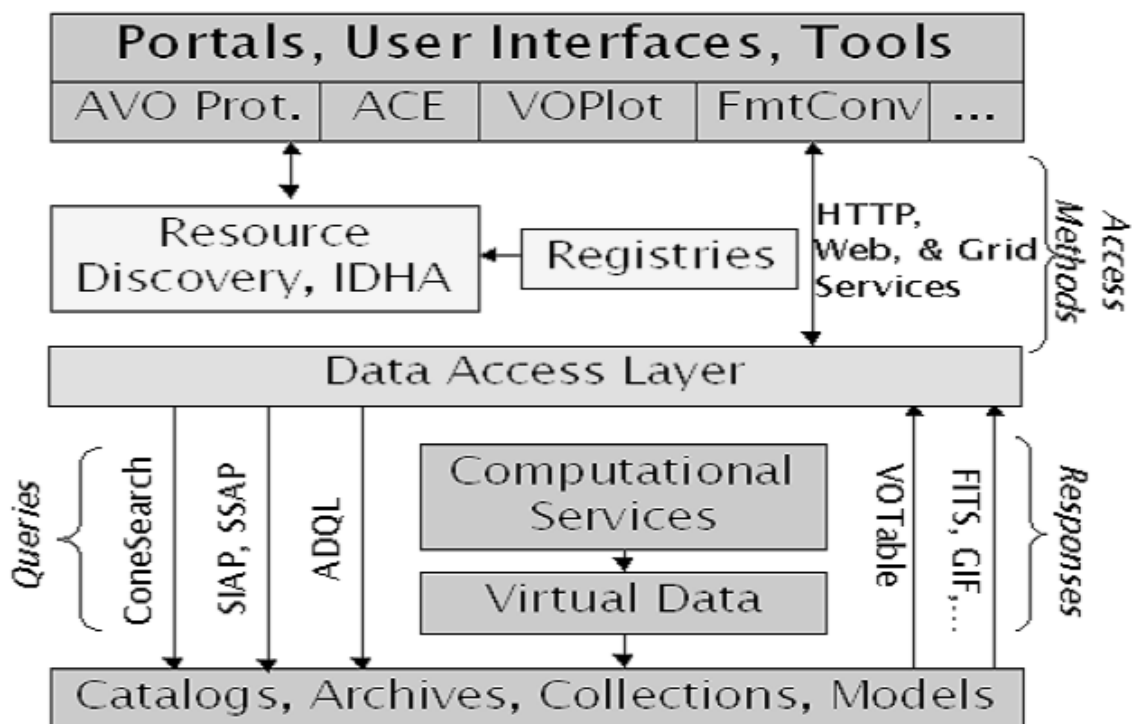 Portals, User Interfaces, Tools
AVO Prot.
ACE
VOPlot
FmtConv
...
Resource
Discovery, IDHA
Registries
HTTP,
Web, & Grid
Services
Access
Methods
Data Access Layer
Queries
ConeSearch
SIAP, SSAP
ADQL
Computational
Services
Virtual Data
VOTable
FITS, GIF,...
Responses
Catalogs, Archives, Collections, Models